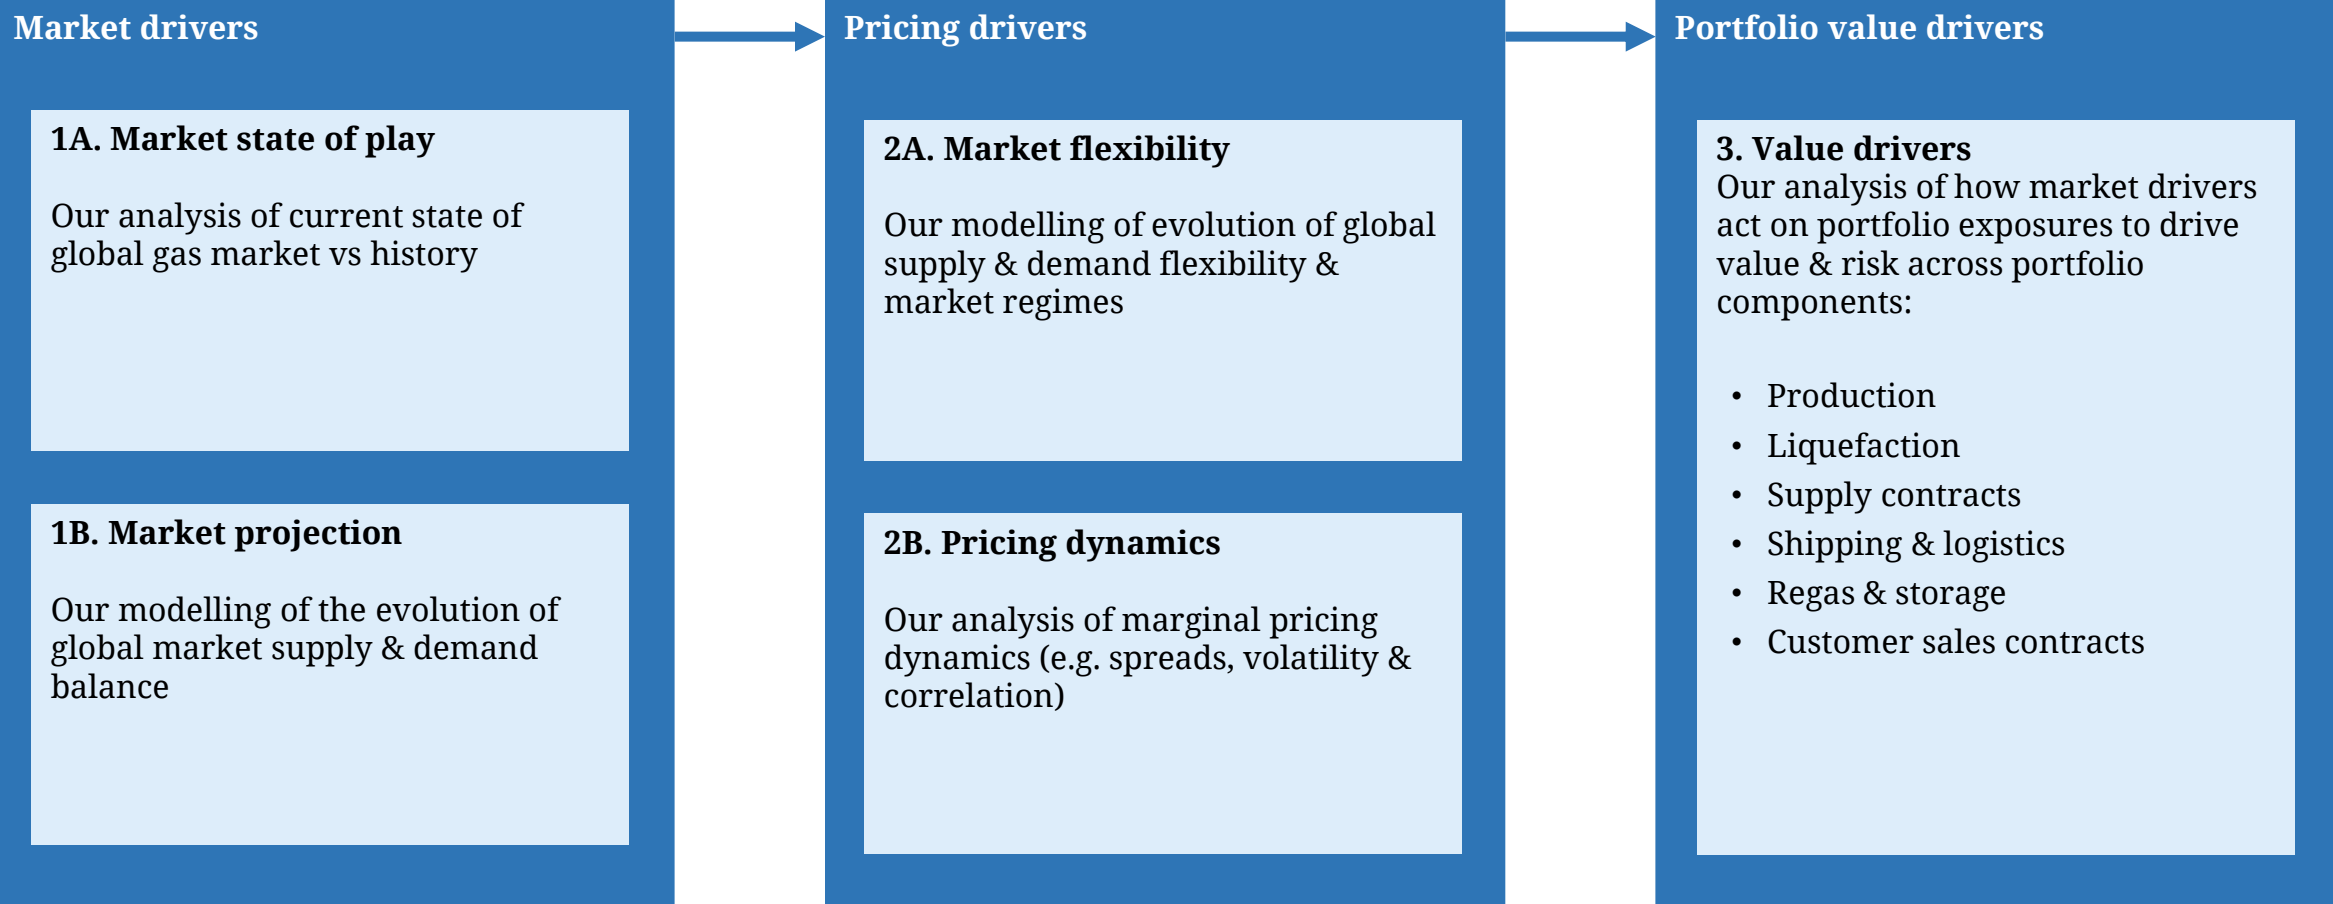 Market drivers
1A. Market state of play
Our analysis of current state of
global gas market vs history
1B. Market projection
Our modelling of the evolution of
global market supply & demand
balance
Pricing drivers
2A. Market flexibility
Our modelling of evolution of global
supply & demand flexibility &
market regimes
2B. Pricing dynamics
Our analysis of marginal pricing
dynamics (e.g. spreads, volatility &
correlation)
Portfolio value drivers
3. Value drivers
Our analysis of how market drivers
act on portfolio exposures to drive
value & risk across portfolio
components:
• Production
• Liquefaction
• Supply contracts
• Shipping & logistics
• Regas & storage
• Customer sales contracts